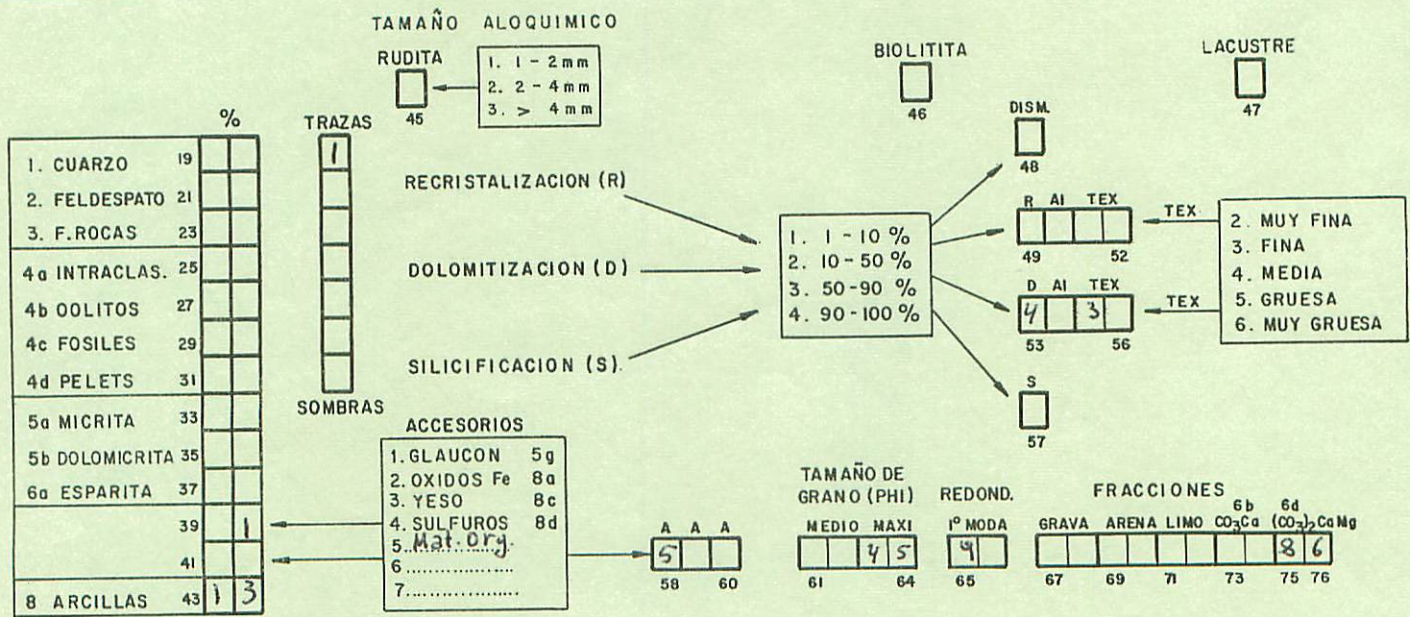 TAMAÑO ALOQUIMICO
RUDITA
45
1. 1 - 2 mm
2. 2 - 4 mm
3. > 4 mm
BIOLITITA
46
LACUSTRE
47
%
1. CUARZO 19
2. FELDESPATO 21
3. F.ROCAS 23
4a INTRACLAS. 25
4b OOLITOS 27
4c FOSILES 29
4d PELETS 31
5a MICRITA 33
5b DOLOMICRITA 35
6a ESPARITA 37
39 1
41
8 ARCILLAS 43 1 3
TRAZAS
1
SOMBRAS
RECRISTALIZACION (R)
DOLOMITIZACION (D)
SILICIFICACION (S).
1. 1 - 10 %
2. 10 - 50 %
3. 50 - 90 %
4. 90 - 100 %
DISM.
48
R AI TEX
49 52
TEX
D AI TEX
4 3
53 56
TEX
S
57
2. MUY FINA
3. FINA
4. MEDIA
5. GRUESA
6. MUY GRUESA
ACCESORIOS
1. GLAUCON 5g
2. OXIDOS Fe 8a
3. YESO 8c
4. SULFUROS 8d
5 Mat. Org.
6 ..................
7...................
A A A
5
58 60
TAMAÑO DE
GRANO (PHI)
MEDIO MAXI
4 5
61 64
REDOND.
1º MODA
9
65
FRACCIONES
6b 6d
GRAVA ARENA LIMO CO3Ca (CO3)2CaMg
8 6
67 69 71 73 75 76